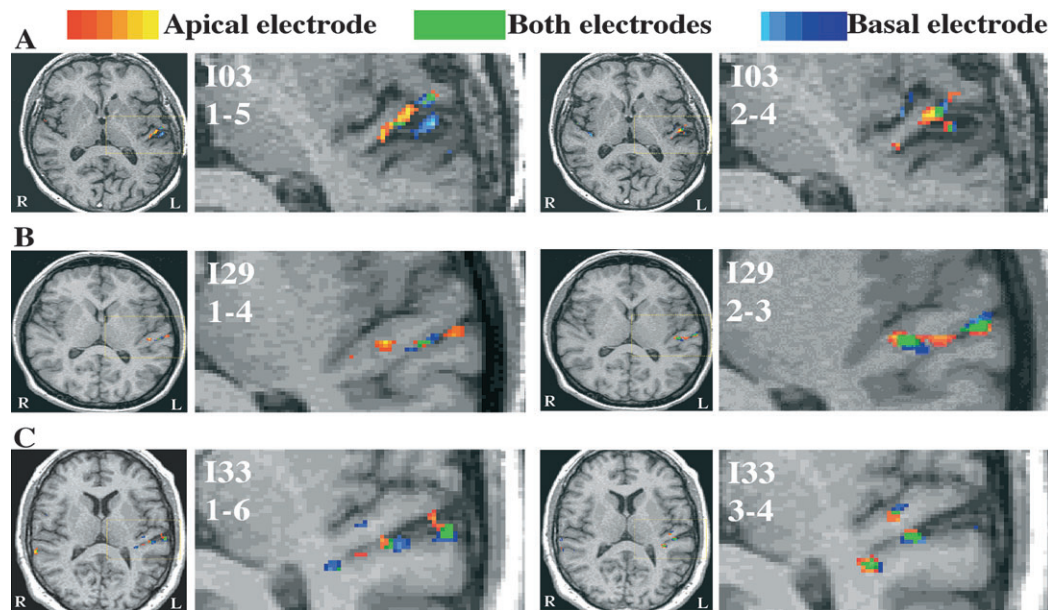 Apical electrode Both electrodes Basal electrode
A
I03
1-5
I03
2-4
R L R L
B
I29
1-4
I29
2-3
R L R L
C
I33
1-6
I33
3-4
R L R L